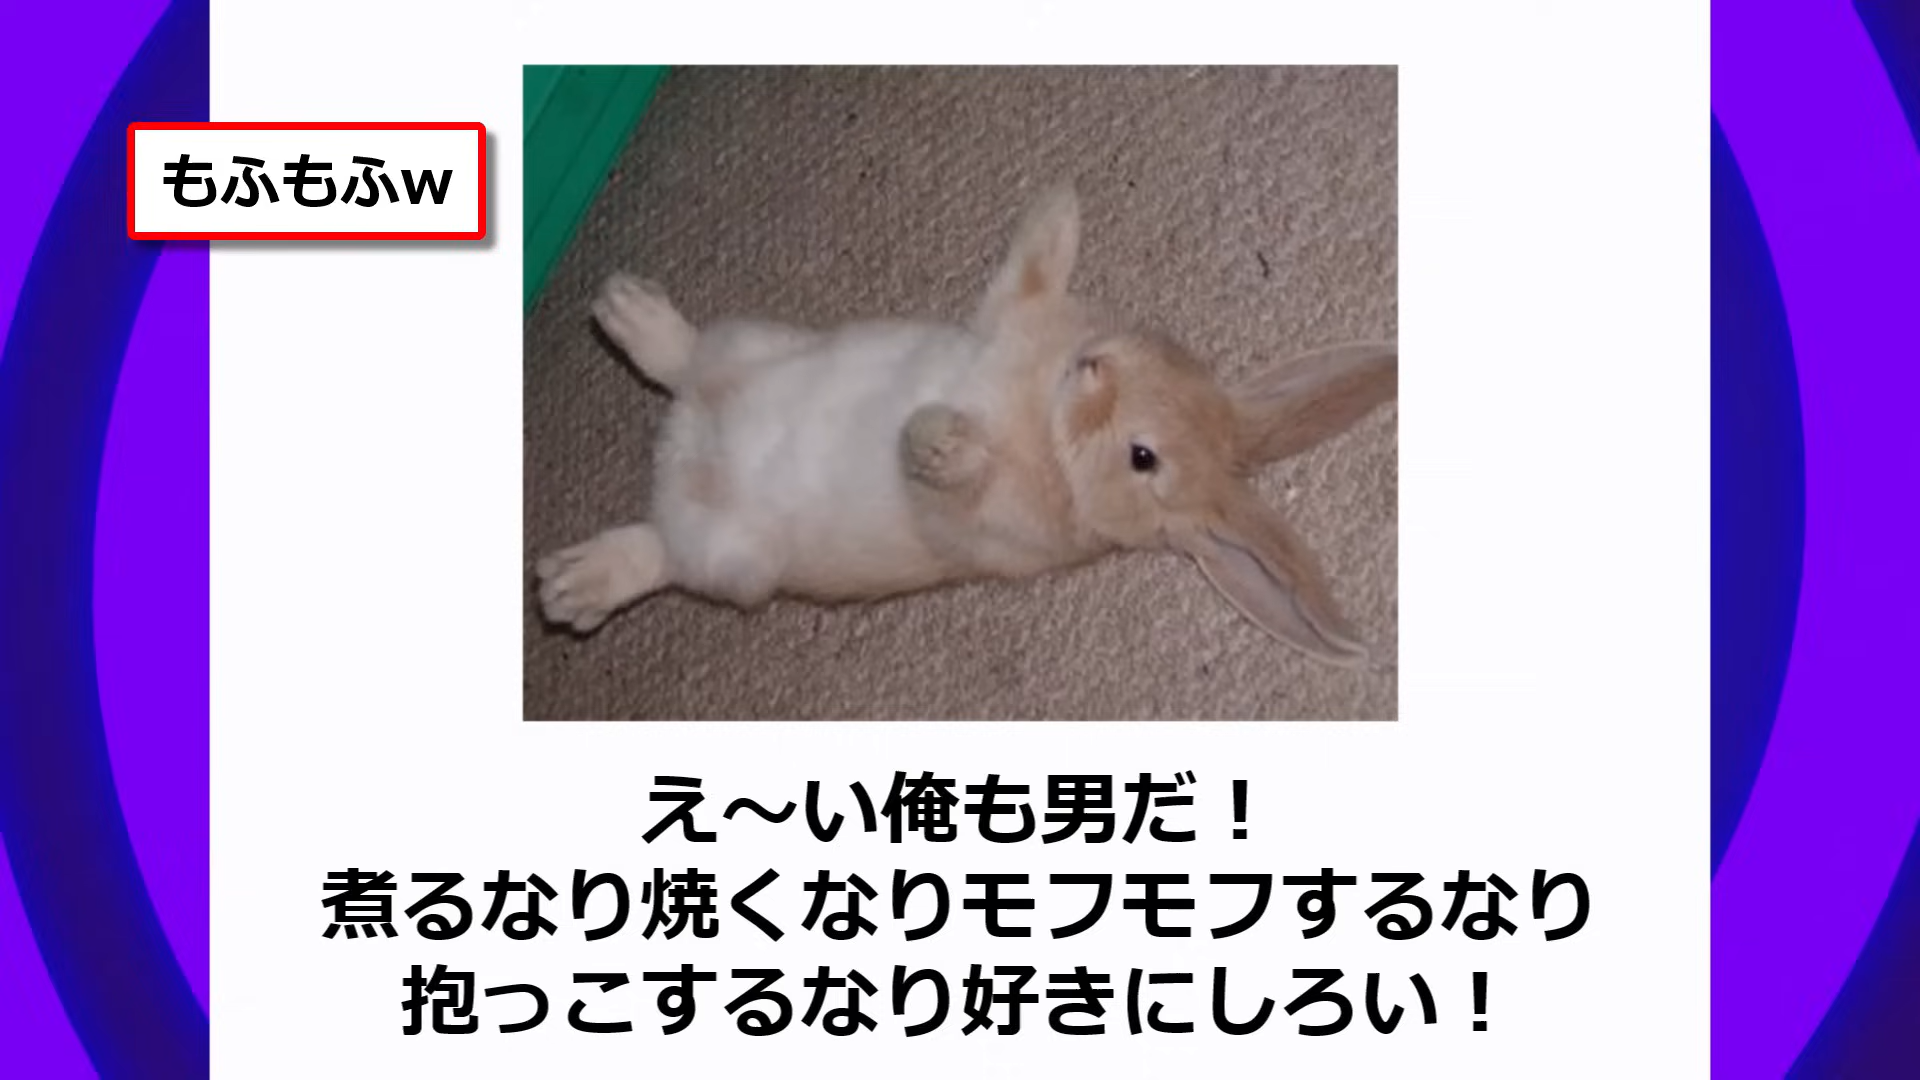 もふもふw
え～い俺も男だ！
煮るなり焼くなりモフモフするなり
抱っこするなり好きにしろい！